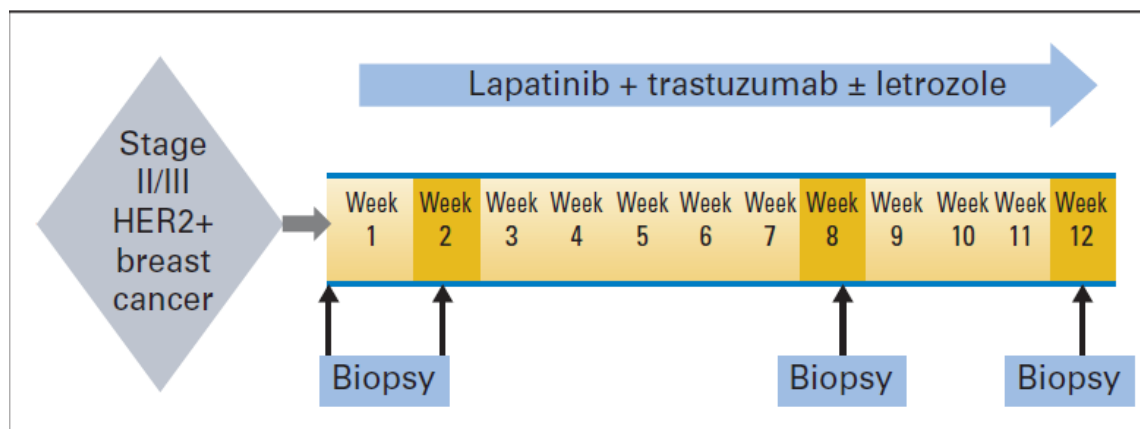 Lapatinib + trastuzumab ± letrozole
Stage
II/III
HER2+
breast
cancer
Week Week Week Week Week Week Week Week Week Week Week Week
1 2 3 4 5 6 7 8 9 10 11 12
Biopsy Biopsy Biopsy